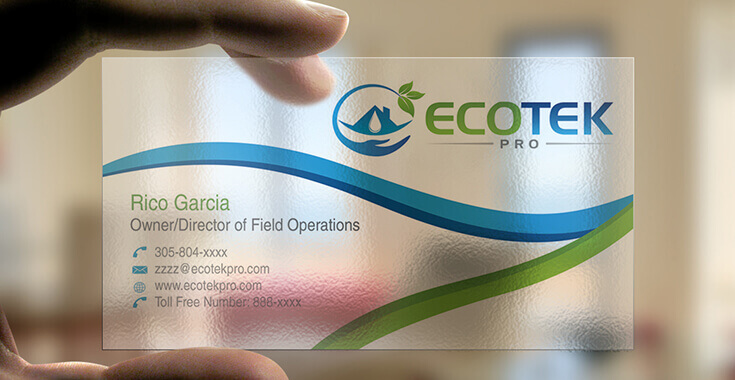 ECOTEK
PRO
Rico Garcia
Owner/Director of Field Operations
305-804-xxxx
zzzz@ecotekpro.com
www.ecotekpro.com
Toll Free Number: 888-xxxx